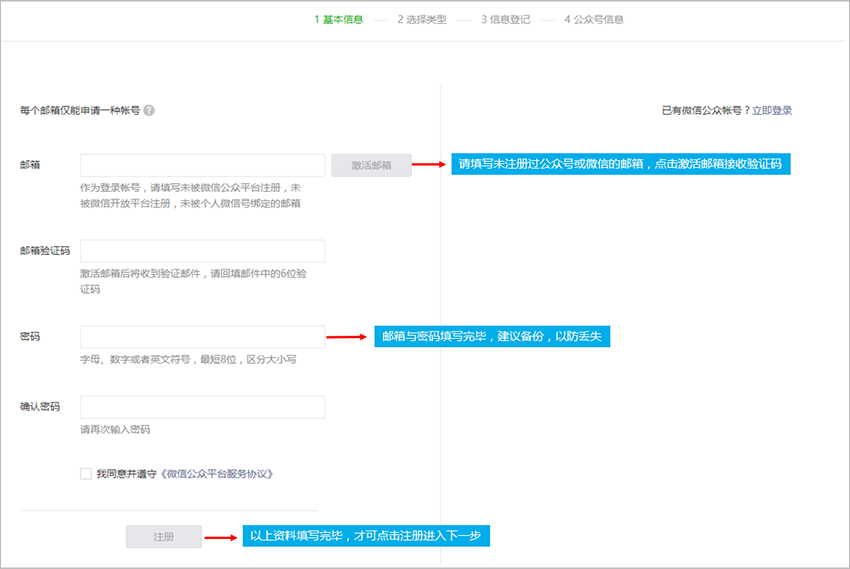 1 基本信息 2 选择类型 3 信息登记 4 公众号信息
每个邮箱仅能申请一种帐号 ?
已有微信公众帐号？立即登录
邮箱
激活邮箱
请填写未注册过公众号或微信的邮箱，点击激活邮箱接收验证码
作为登录帐号，请填写未被微信公众平台注册，未
被微信开放平台注册，未被个人微信号绑定的邮箱
邮箱验证码
激活邮箱后将收到验证邮件，请回填邮件中的6位验
证码
密码
邮箱与密码填写完毕，建议备份，以防丢失
字母、数字或者英文符号，最短8位，区分大小写
确认密码
请再次输入密码
我同意并遵守《微信公众平台服务协议》
注册
以上资料填写完毕，才可点击注册进入下一步